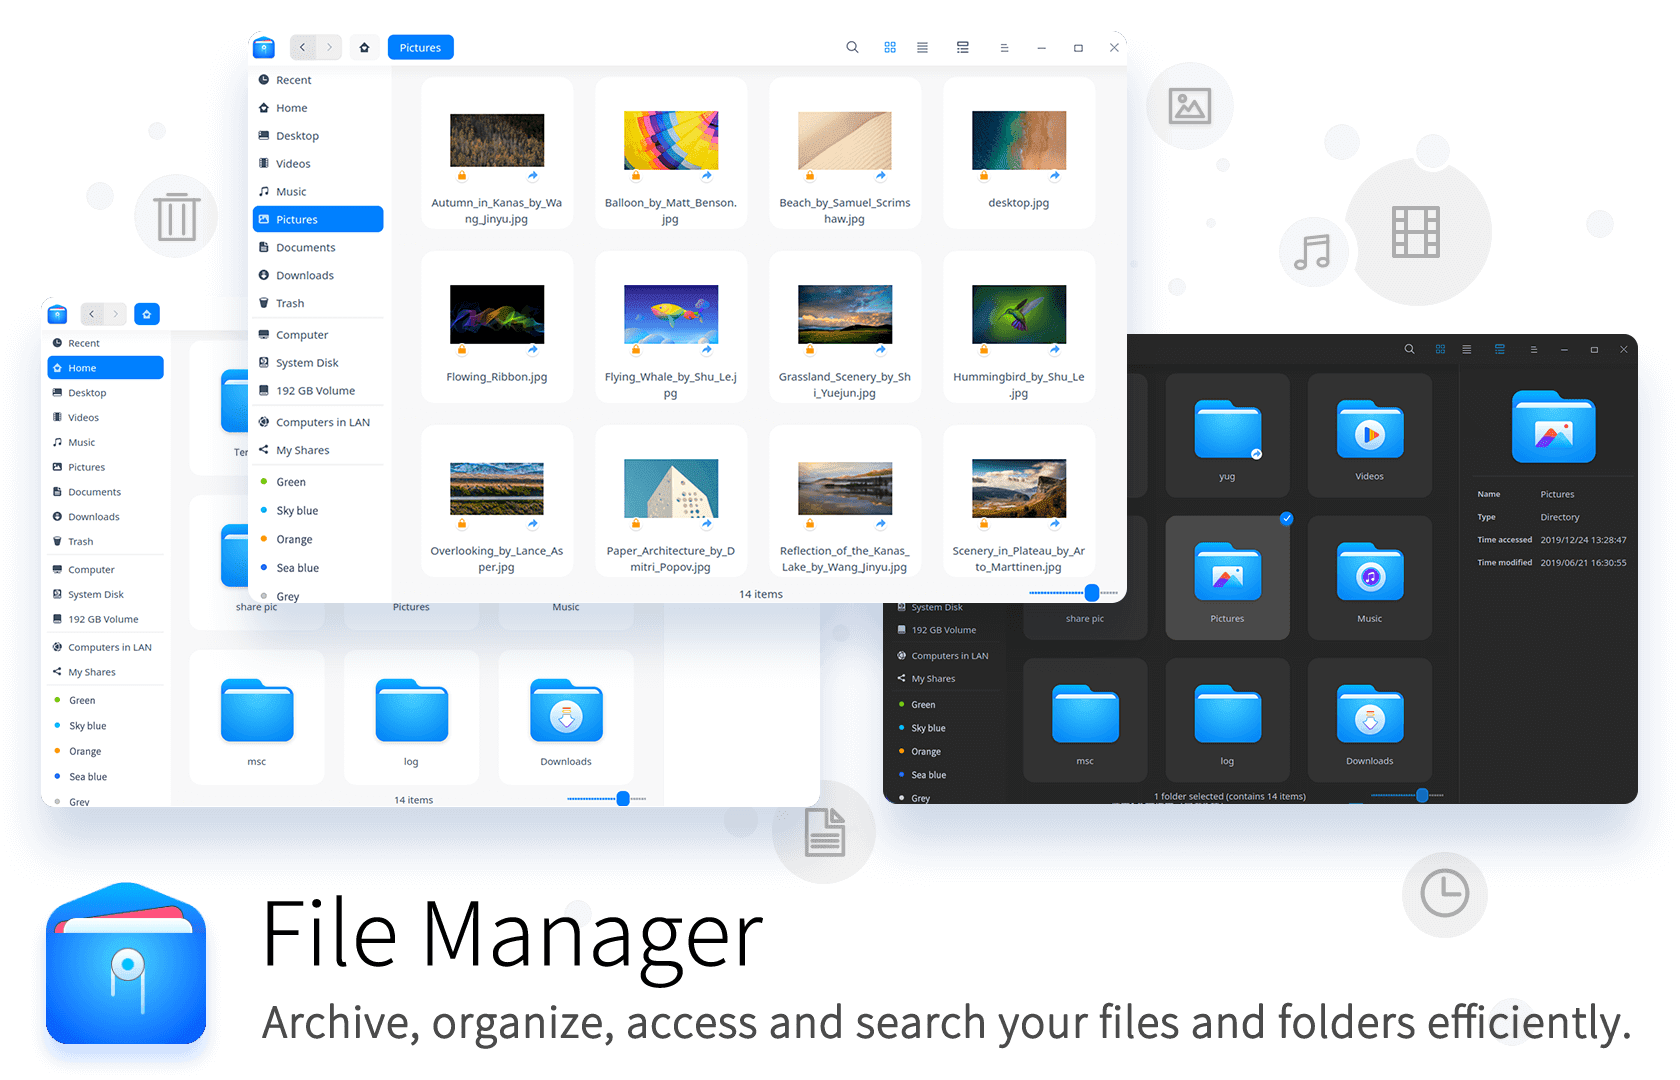 Pictures
Recent
Home
Desktop
Videos
Music
Pictures
Documents
Downloads
Trash
Computer
System Disk
192 GB Volume
Computers in LAN
My Shares
Green
Sky blue
Orange
Sea blue
Grey
Autumn_in_Kanas_by_Wa
ng_Jinyu.jpg
Balloon_by_Matt_Benson.
jpg
Beach_by_Samuel_Scrims
haw.jpg
desktop.jpg
Flowing_Ribbon.jpg
Flying_Whale_by_Shu_Le.j
pg
Grassland_Scenery_by_Sh
i_Yuejun.jpg
Hummingbird_by_Shu_Le
.jpg
Overlooking_by_Lance_As
per.jpg
Paper_Architecture_by_D
mitri_Popov.jpg
Reflection_of_the_Kanas_
Lake_by_Wang_Jinyu.jpg
Scenery_in_Plateau_by_Ar
to_Marttinen.jpg
14 items
Recent
Home
Desktop
Videos
Music
Pictures
Documents
Downloads
Trash
Computer
System Disk
192 GB Volume
Computers in LAN
My Shares
Green
Sky blue
Orange
Sea blue
Grey
share pic
Pictures
Music
msc
log
Downloads
14 items
System Disk
192 GB Volume
Computers in LAN
My Shares
Green
Sky blue
Orange
Sea blue
Grey
yug
Videos
share pic
Pictures
Music
msc
log
Downloads
1 folder selected (contains 14 items)
Name Pictures
Type Directory
Time accessed 2019/12/24 13:28:47
Time modified 2019/06/21 16:30:55
File Manager
Archive, organize, access and search your files and folders efficiently.